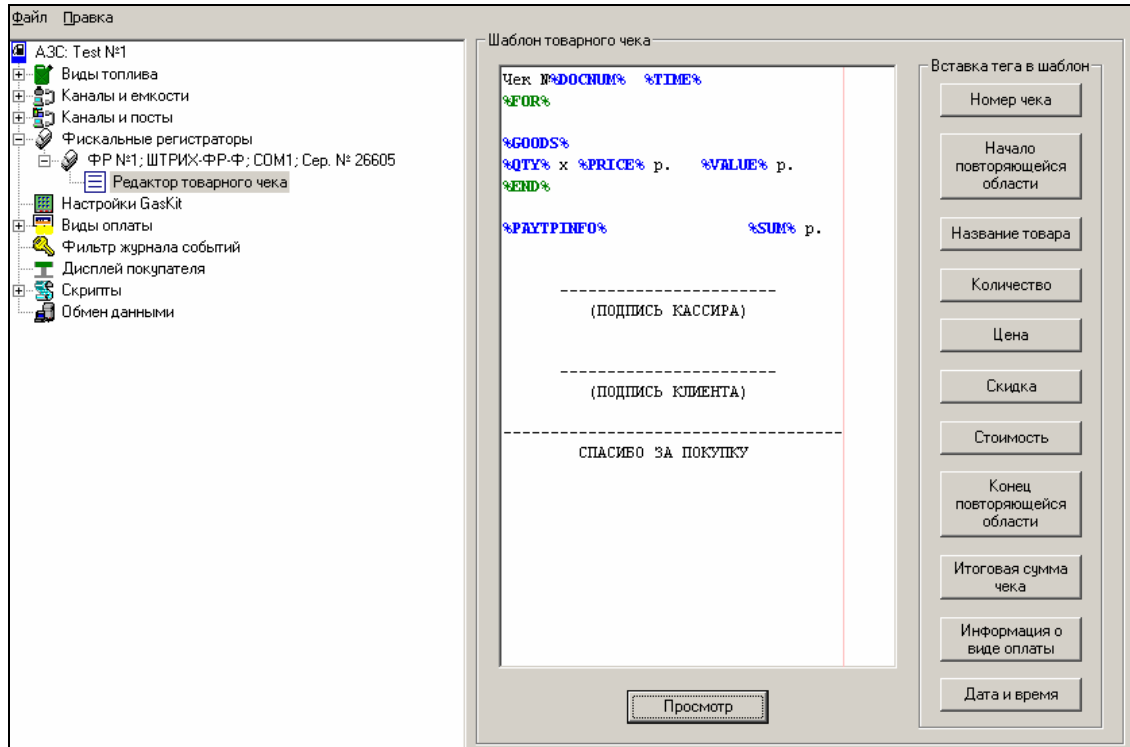 Файл Правка
АЗС: Test №1
Виды топлива
Каналы и емкости
Каналы и посты
Фискальные регистраторы
ФР №1; ШТРИХ-ФР-Ф; COM1; Сер. № 26605
Редактор товарного чека
Настройки GasKit
Виды оплаты
Фильтр журнала событий
Дисплей покупателя
Скрипты
Обмен данными
Шаблон товарного чека
Чек №%DOCNUM% %TIME%
%FOR%
%GOODS%
%QTY% x %PRICE% р. %VALUE% р.
%END%
%PAYTPINFO% %SUM% р.
------------------------
(ПОДПИСЬ КАССИРА)
------------------------
(ПОДПИСЬ КЛИЕНТА)
--------------------------------------
СПАСИБО ЗА ПОКУПКУ
Просмотр
Вставка тега в шаблон
Номер чека
Начало
повторяющейся
области
Название товара
Количество
Цена
Скидка
Стоимость
Конец
повторяющейся
области
Итоговая сумма
чека
Информация о
виде оплаты
Дата и время